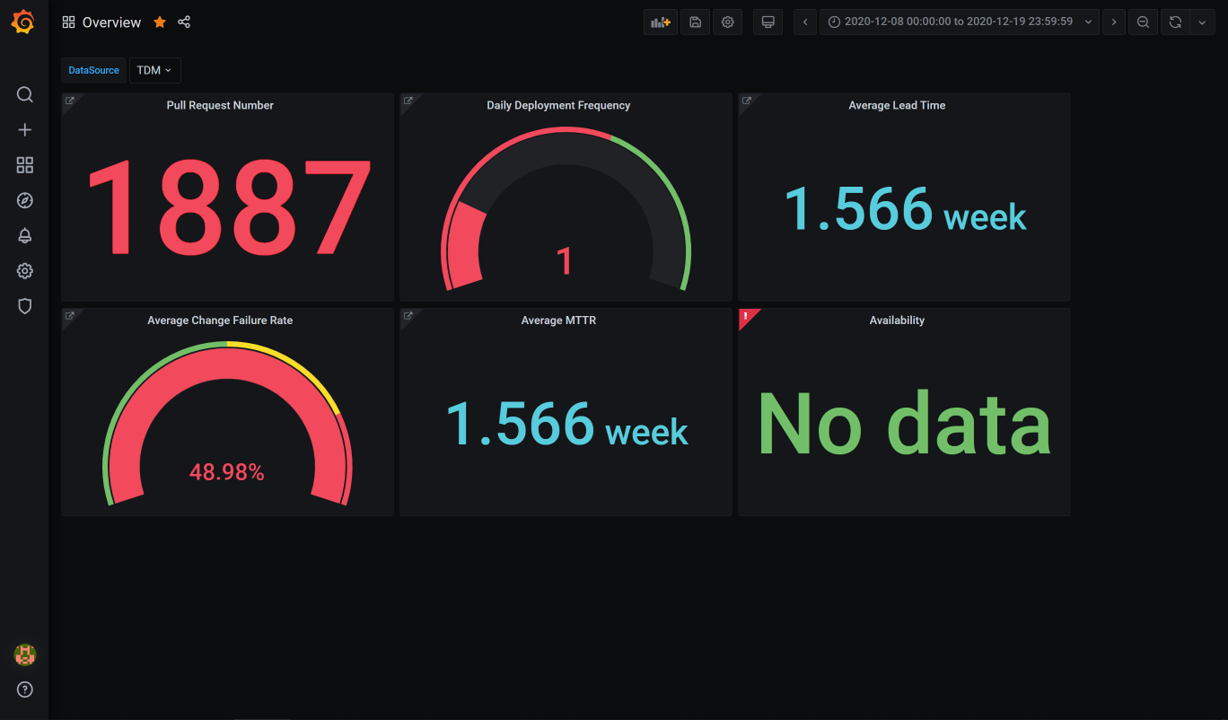 Overview
2020-12-08 00:00:00 to 2020-12-19 23:59:59
DataSource TDM
Pull Request Number
1887
Daily Deployment Frequency
1
Average Lead Time
1.566 week
Average Change Failure Rate
48.98%
Average MTTR
1.566 week
!
Availability
No data
?